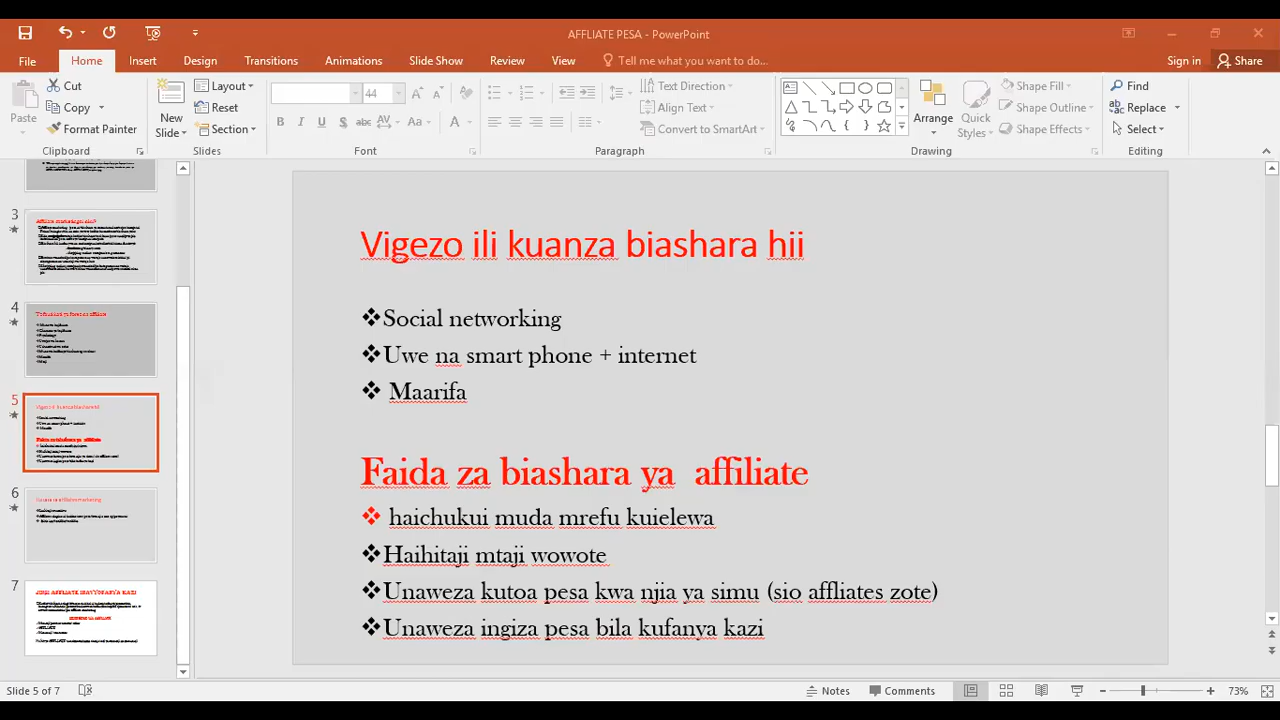 AFFLIATE PESA - PowerPoint
File Home Insert Design Transitions Animations Slide Show Review View Tell me what you want to do... Sign in Share
Paste Cut Copy Format Painter
New Slide Layout Reset Section
44
Text Direction Align Text Convert to SmartArt
Arrange Quick Styles Shape Fill Shape Outline Shape Effects
Find Replace Select
Clipboard Slides Font Paragraph Drawing Editing
3
4
5
6
7
Vigezo ili kuanza biashara hii
❖Social networking
❖Uwe na smart phone + internet
❖ Maarifa
Faida za biashara ya affiliate
❖ haichukui muda mrefu kuielewa
❖Haihitaji mtaji wowote
❖Unaweza kutoa pesa kwa njia ya simu (sio affliates zote)
❖Unaweza ingiza pesa bila kufanya kazi
Slide 5 of 7 Notes Comments 73%